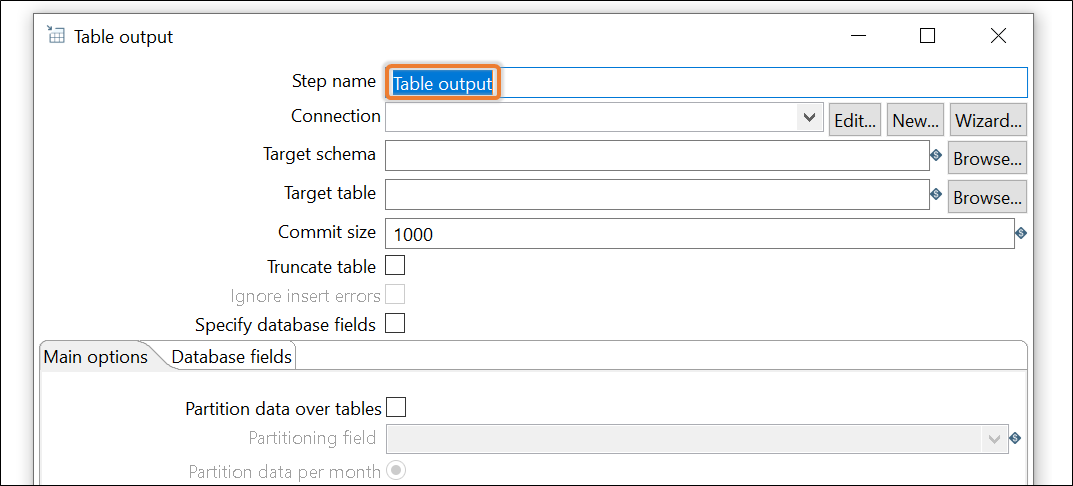 Table output
Step name Table output
Connection Edit... New... Wizard...
Target schema Browse...
Target table Browse...
Commit size 1000
Truncate table
Ignore insert errors
Specify database fields
Main options Database fields
Partition data over tables
Partitioning field
Partition data per month